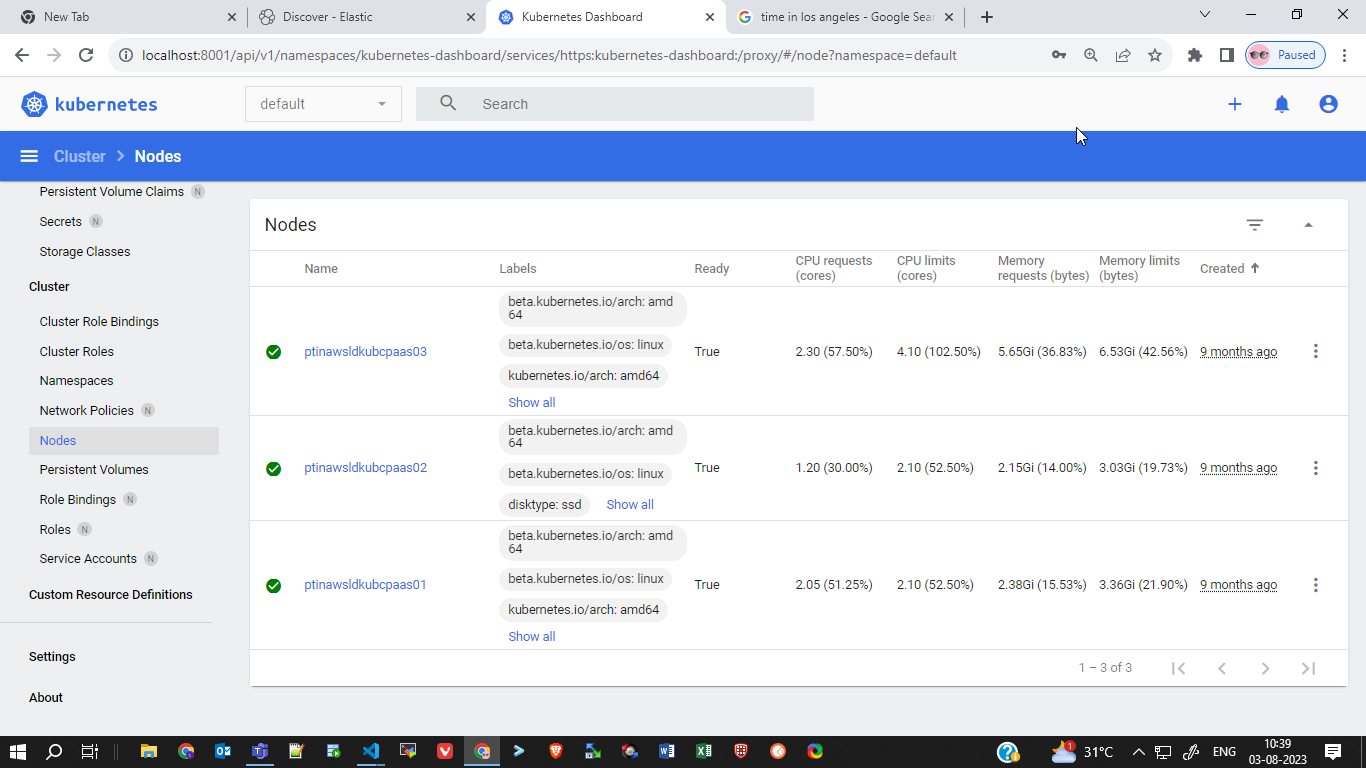 New Tab
Discover - Elastic
Kubernetes Dashboard
time in los angeles - Google Sear
localhost:8001/api/v1/namespaces/kubernetes-dashboard/services/https:kubernetes-dashboard:/proxy/#/node?namespace=default
Paused
kubernetes
default
Search
Cluster
Nodes
Persistent Volume Claims N
Secrets N
Storage Classes
Cluster
Cluster Role Bindings
Cluster Roles
Namespaces
Network Policies N
Nodes
Persistent Volumes
Role Bindings N
Roles N
Service Accounts N
Custom Resource Definitions
Settings
About
Nodes
Name
Labels
Ready
CPU requests
(cores)
CPU limits
(cores)
Memory
requests (bytes)
Memory limits
(bytes)
Created
ptinawsldkubcpaas03
beta.kubernetes.io/arch: amd
64
beta.kubernetes.io/os: linux
kubernetes.io/arch: amd64
Show all
True
2.30 (57.50%)
4.10 (102.50%)
5.65Gi (36.83%)
6.53Gi (42.56%)
9 months ago
ptinawsldkubcpaas02
beta.kubernetes.io/arch: amd
64
beta.kubernetes.io/os: linux
disktype: ssd
Show all
True
1.20 (30.00%)
2.10 (52.50%)
2.15Gi (14.00%)
3.03Gi (19.73%)
9 months ago
ptinawsldkubcpaas01
beta.kubernetes.io/arch: amd
64
beta.kubernetes.io/os: linux
kubernetes.io/arch: amd64
Show all
True
2.05 (51.25%)
2.10 (52.50%)
2.38Gi (15.53%)
3.36Gi (21.90%)
9 months ago
1 – 3 of 3
1
31°C
ENG
10:39
03-08-2023